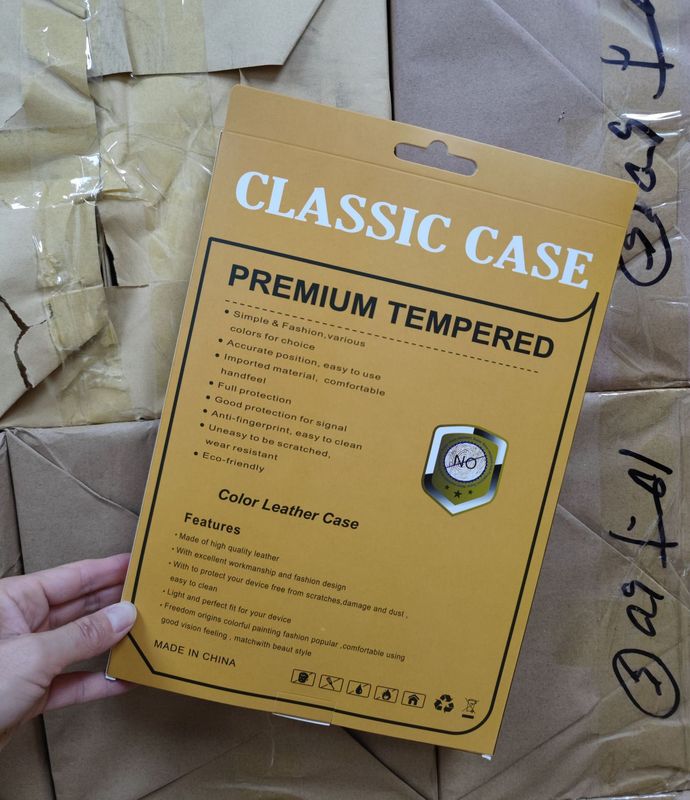 CLASSIC CASE
PREMIUM TEMPERED
• Simple & Fashion,various
colors for choice
• Accurate position, easy to use
• Imported material, comfortable
handfeel
• Full protection
• Good protection for signal
• Anti-fingerprint, easy to clean
• Uneasy to be scratched,
wear resistant
• Eco-friendly
NO
Color Leather Case
Features
• Made of high quality leather
• With excellent workmanship and fashion design
• With to protect your device free from scratches,damage and dust ,
easy to clean
• Light and perfect fit for your device
• Freedom origins colorful painting fashion popular ,comfortable using
good vision feeling , matchwith beaut style
MADE IN CHINA